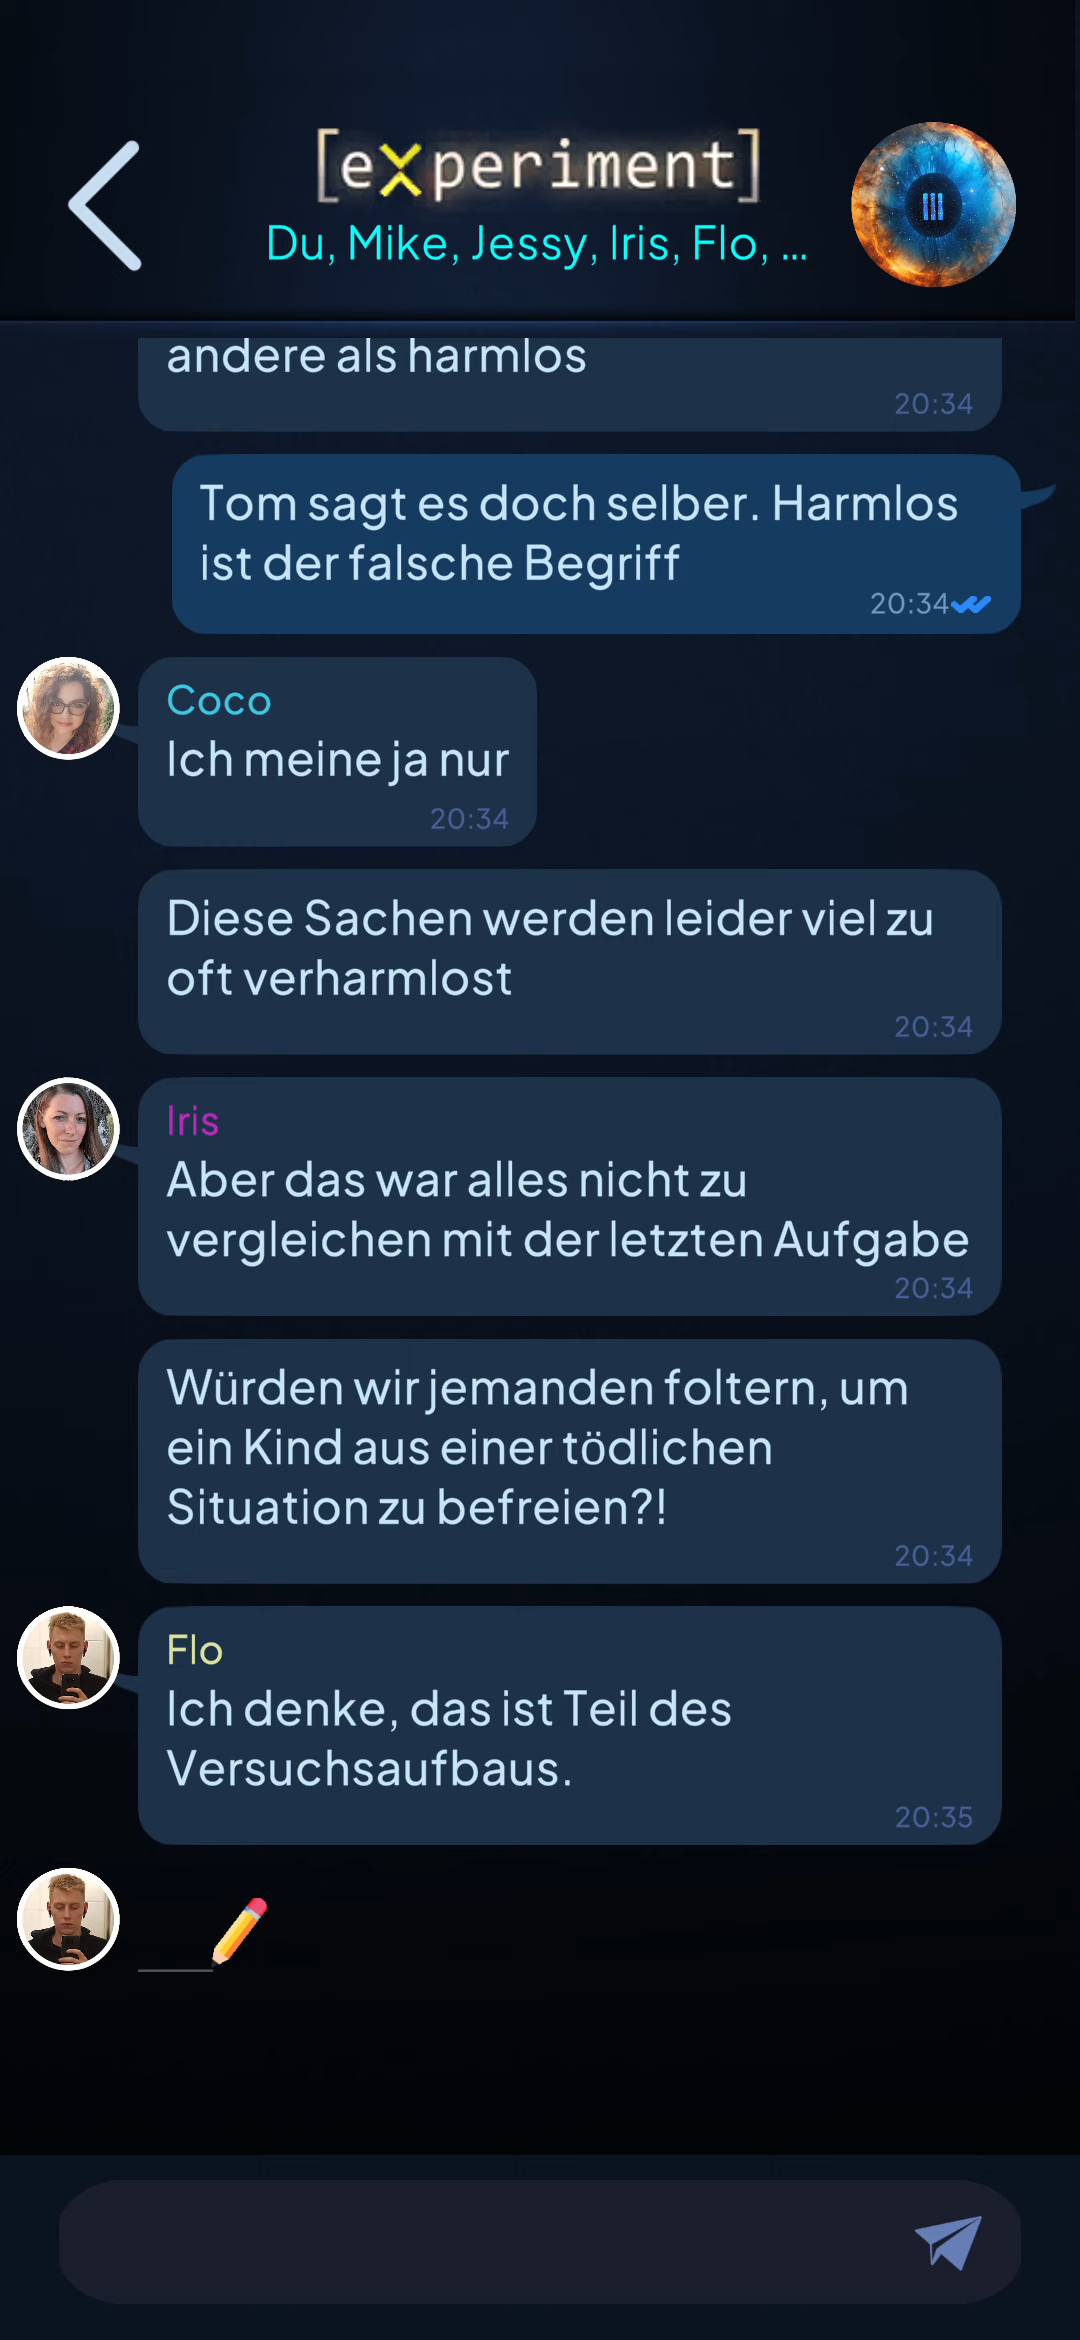 [experiment]
Du, Mike, Jessy, Iris, Flo, ...
andere als harmlos
20:34
Tom sagt es doch selber. Harmlos
ist der falsche Begriff
20:34
Coco
Ich meine ja nur
20:34
Diese Sachen werden leider viel zu
oft verharmlost
20:34
Iris
Aber das war alles nicht zu
vergleichen mit der letzten Aufgabe
20:34
Würden wir jemanden foltern, um
ein Kind aus einer tödlichen
Situation zu befreien?!
20:34
Flo
Ich denke, das ist Teil des
Versuchsaufbaus.
20:35